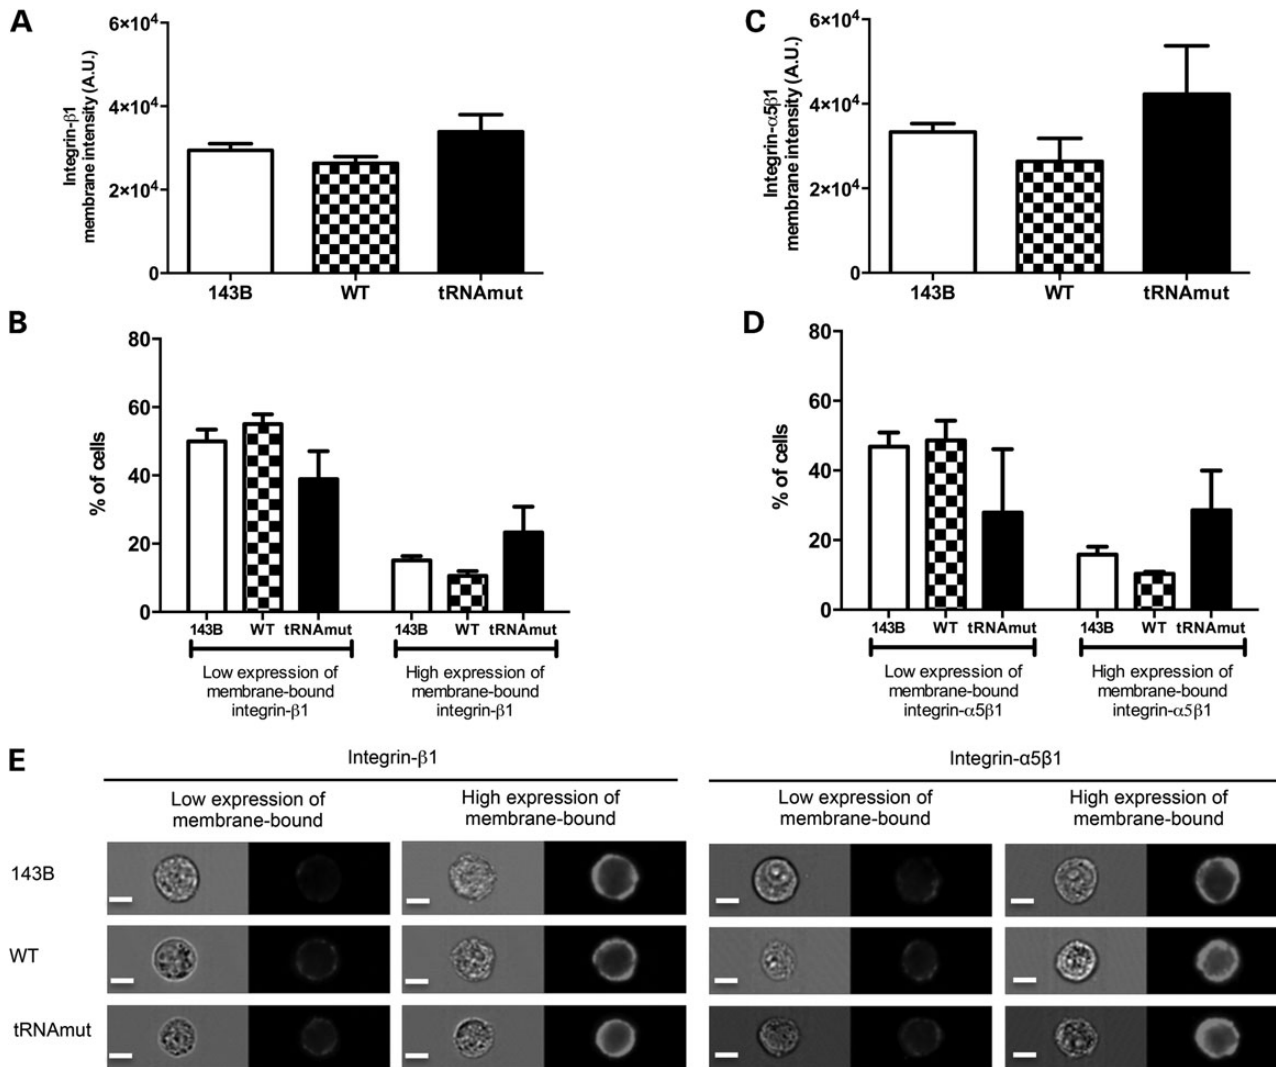 A
Integrin-β1
membrane intensity (A.U.)
6×10⁴
4×10⁴
2×10⁴
0
143B WT tRNAmut
C
Integrin-α5β1
membrane intensity (A.U.)
6×10⁴
4×10⁴
2×10⁴
0
143B WT tRNAmut
B
% of cells
80
60
40
20
0
143B WT tRNAmut 143B WT tRNAmut
Low expression of
membrane-bound
integrin-β1
High expression of
membrane-bound
integrin-β1
D
% of cells
80
60
40
20
0
143B WT tRNAmut 143B WT tRNAmut
Low expression of
membrane-bound
integrin-α5β1
High expression of
membrane-bound
integrin-α5β1
E
Integrin-β1
Integrin-α5β1
Low expression of
membrane-bound
High expression of
membrane-bound
Low expression of
membrane-bound
High expression of
membrane-bound
143B
WT
tRNAmut